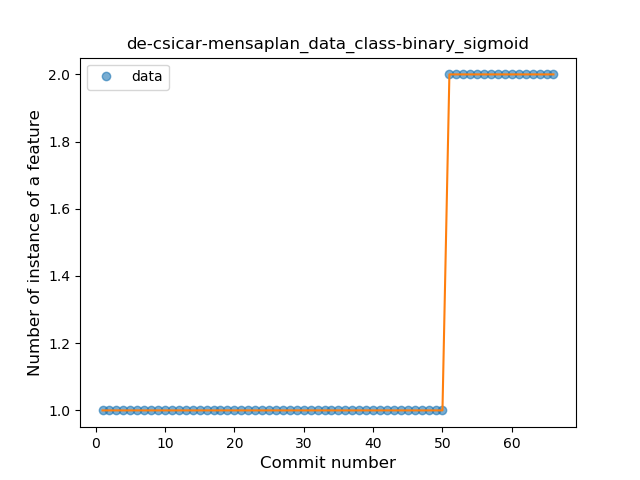 de-csicar-mensaplan_data_class-binary_sigmoid
data
Number of instance of a feature
2.0
1.8
1.6
1.4
1.2
1.0
0 10 20 30 40 50 60
Commit number